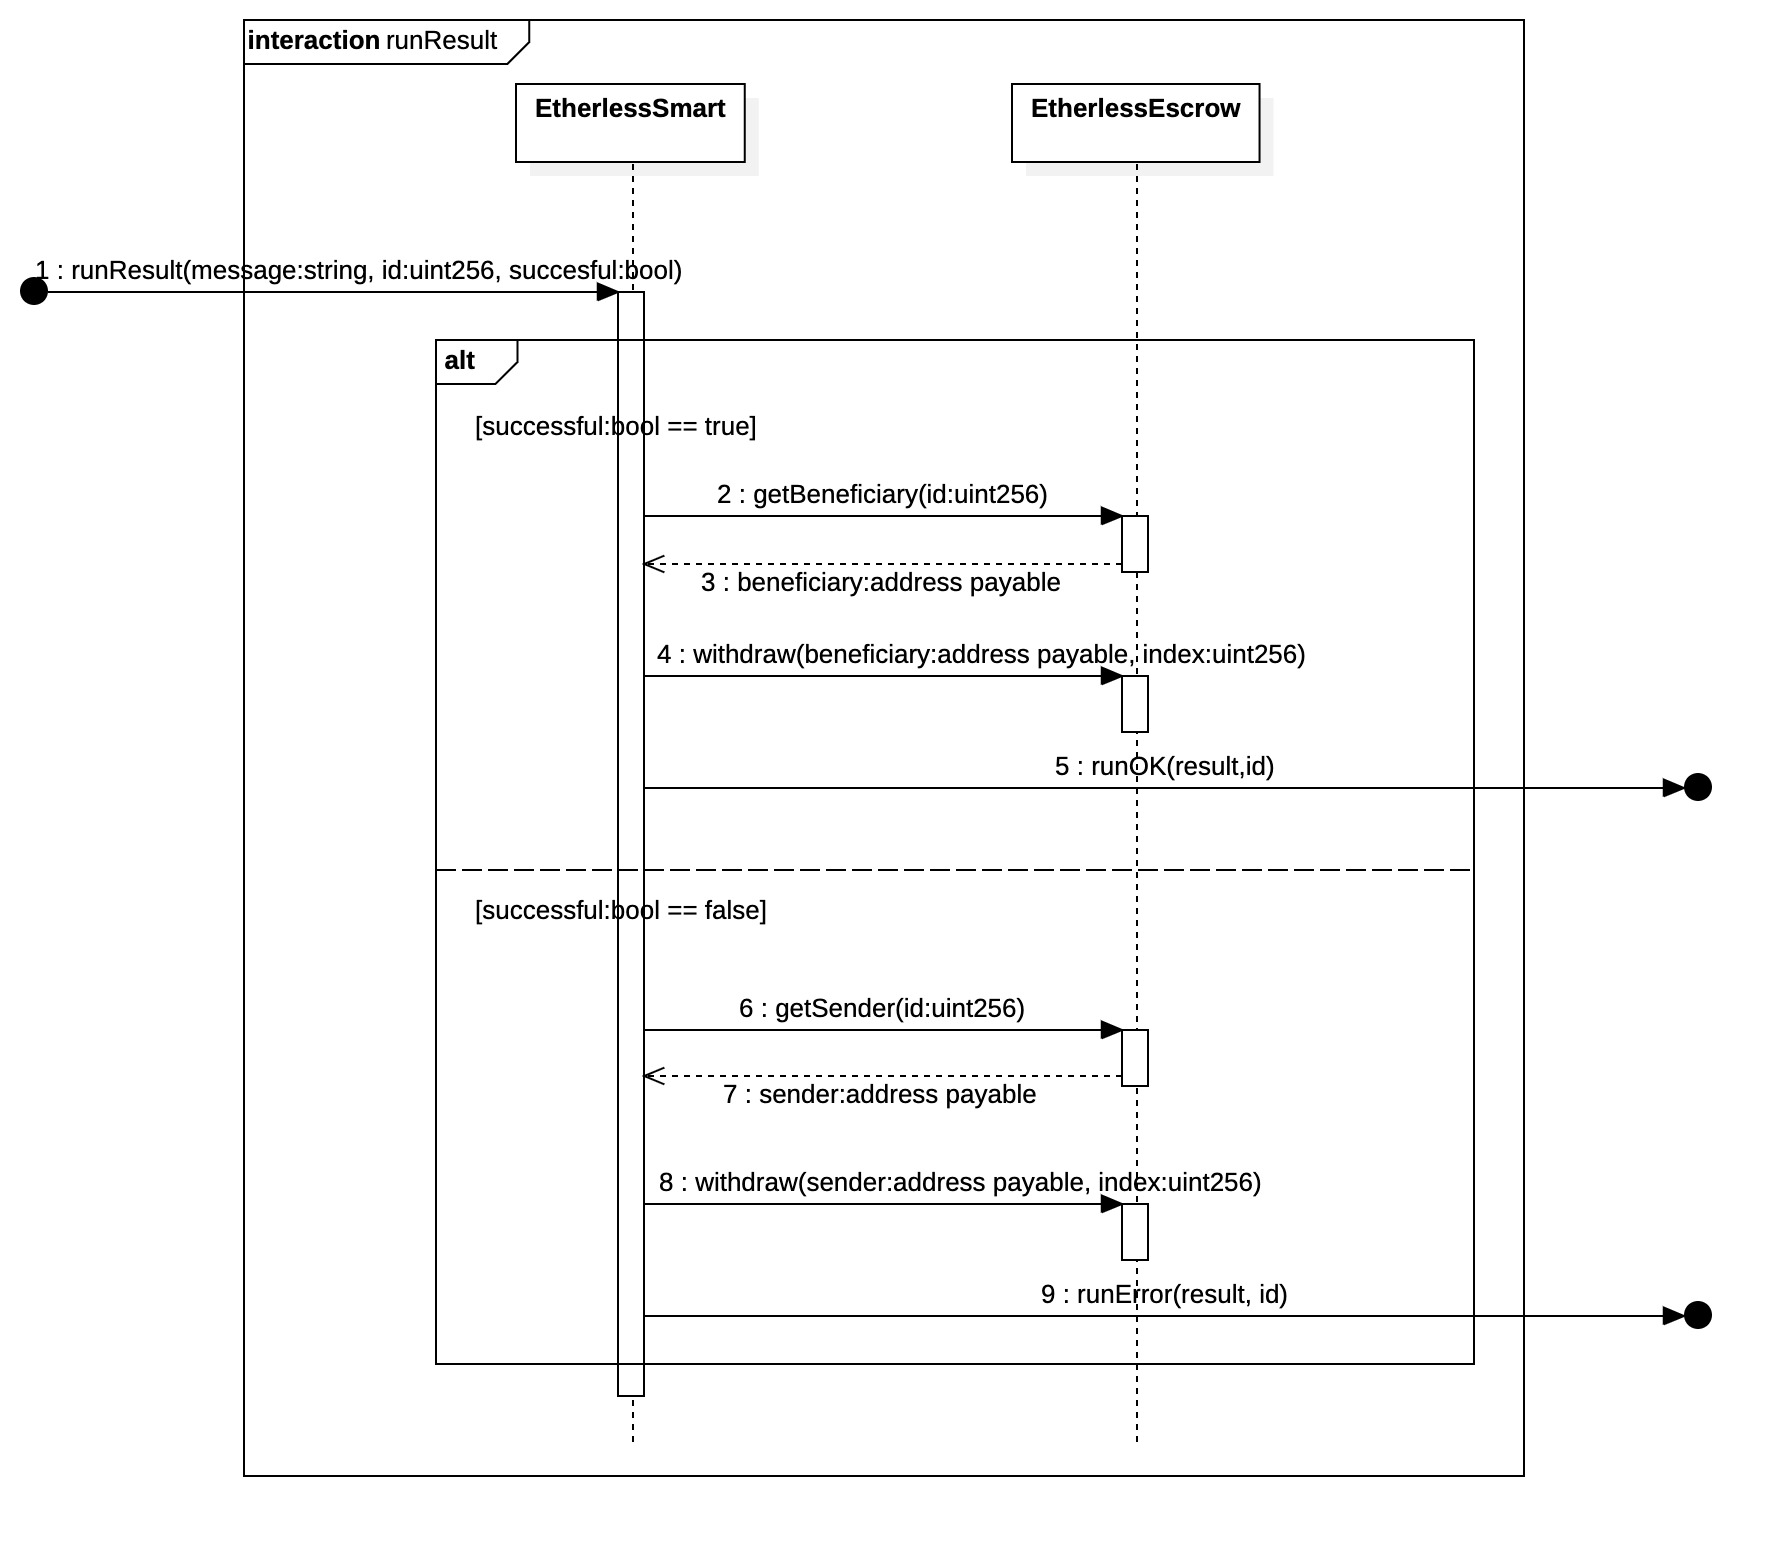 interaction runResult
EtherlessSmart
EtherlessEscrow
1 : runResult(message:string, id:uint256, succesful:bool)
alt
[successful:bool == true]
2 : getBeneficiary(id:uint256)
3 : beneficiary:address payable
4 : withdraw(beneficiary:address payable, index:uint256)
5 : runOK(result,id)
[successful:bool == false]
6 : getSender(id:uint256)
7 : sender:address payable
8 : withdraw(sender:address payable, index:uint256)
9 : runError(result, id)